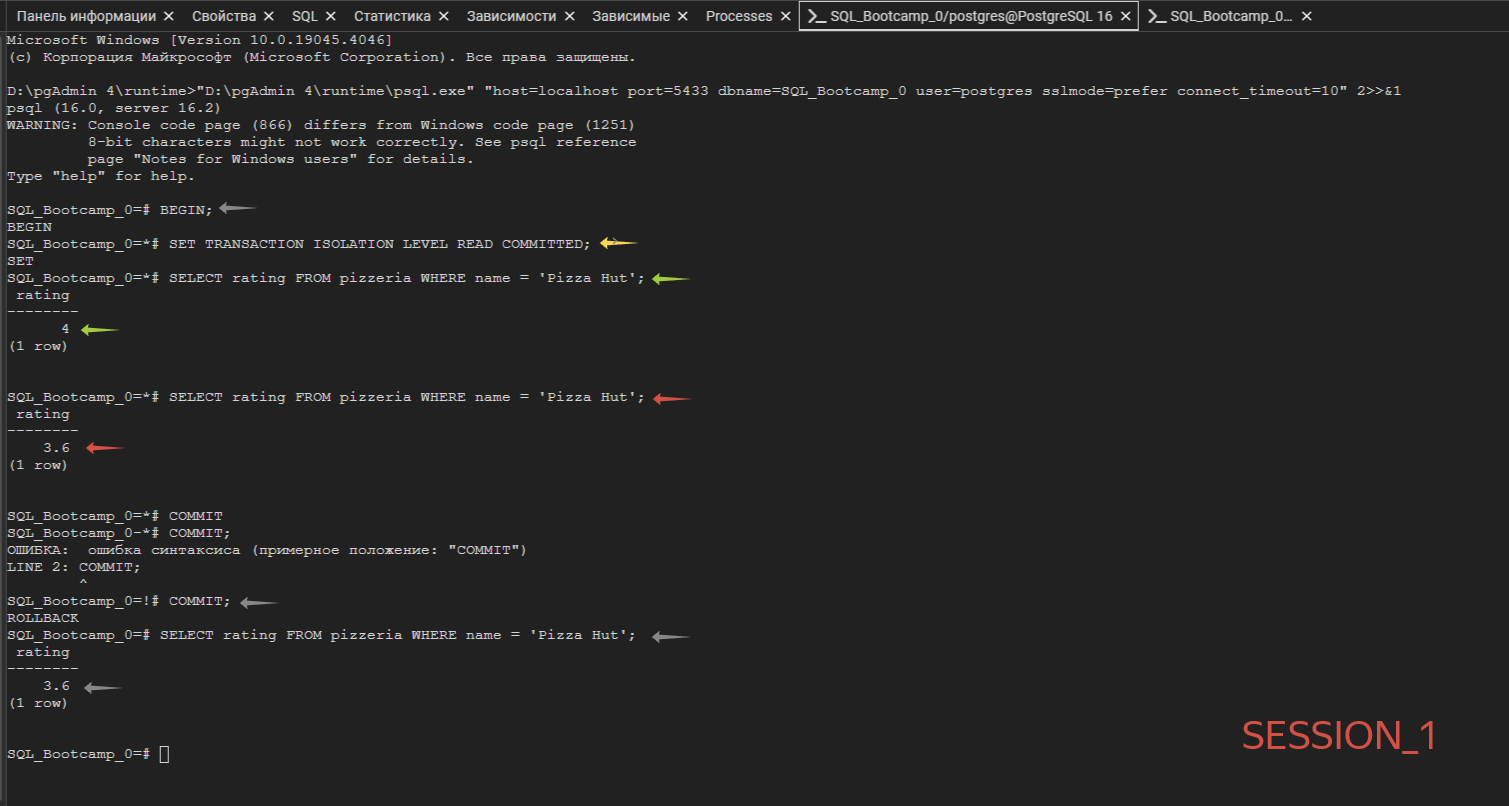 Панель информации ✕ Свойства ✕ SQL ✕ Статистика ✕ Зависимости ✕ Зависимые ✕ Processes ✕ >_ SQL_Bootcamp_0/postgres@PostgreSQL 16 ✕ >_ SQL_Bootcamp_0... ✕
Microsoft Windows [Version 10.0.19045.4046]
(c) Корпорация Майкрософт (Microsoft Corporation). Все права защищены.
D:\pgAdmin 4\runtime>"D:\pgAdmin 4\runtime\psql.exe" "host=localhost port=5433 dbname=SQL_Bootcamp_0 user=postgres sslmode=prefer connect_timeout=10" 2>>&1
psql (16.0, server 16.2)
WARNING: Console code page (866) differs from Windows code page (1251)
         8-bit characters might not work correctly. See psql reference
         page "Notes for Windows users" for details.
Type "help" for help.
SQL_Bootcamp_0=# BEGIN;
BEGIN
SQL_Bootcamp_0=*# SET TRANSACTION ISOLATION LEVEL READ COMMITTED;
SET
SQL_Bootcamp_0=*# SELECT rating FROM pizzeria WHERE name = 'Pizza Hut';
 rating
--------
      4
(1 row)
SQL_Bootcamp_0=*# SELECT rating FROM pizzeria WHERE name = 'Pizza Hut';
 rating
--------
    3.6
(1 row)
SQL_Bootcamp_0=*# COMMIT
SQL_Bootcamp_0-*# COMMIT;
ОШИБКА:  ошибка синтаксиса (примерное положение: "COMMIT")
LINE 2: COMMIT;
        ^
SQL_Bootcamp_0=!# COMMIT;
ROLLBACK
SQL_Bootcamp_0=# SELECT rating FROM pizzeria WHERE name = 'Pizza Hut';
 rating
--------
    3.6
(1 row)
SESSION_1
SQL_Bootcamp_0=#